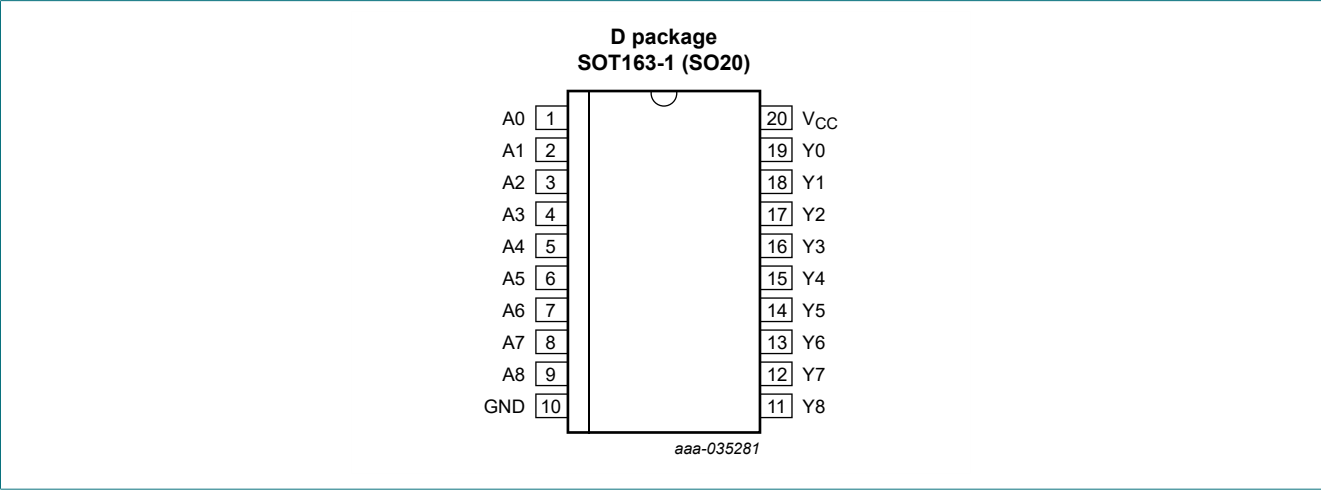 D package
SOT163-1 (SO20)
A0 1 20 VCC
A1 2 19 Y0
A2 3 18 Y1
A3 4 17 Y2
A4 5 16 Y3
A5 6 15 Y4
A6 7 14 Y5
A7 8 13 Y6
A8 9 12 Y7
GND 10 11 Y8
aaa-035281